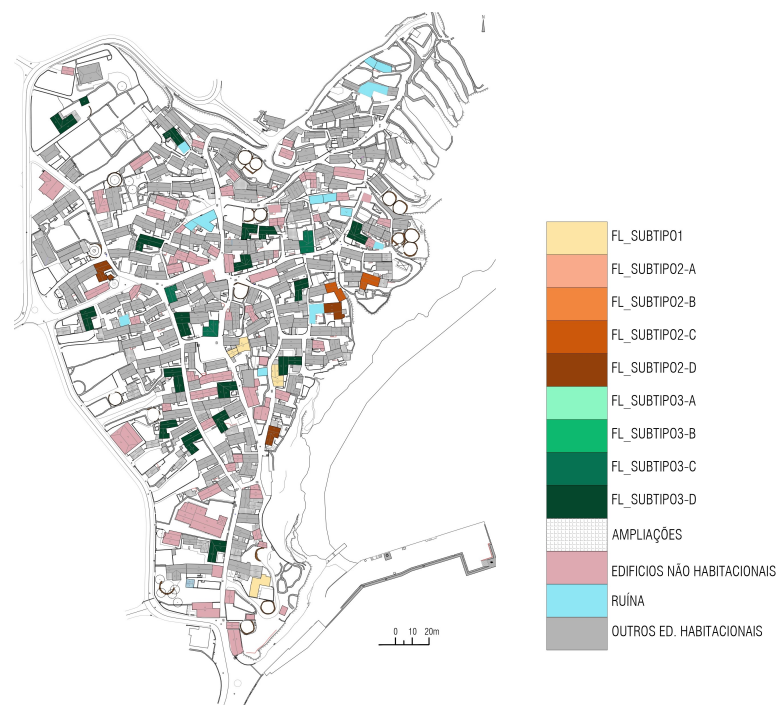 N
FL_SUBTIPO1
FL_SUBTIPO2-A
FL_SUBTIPO2-B
FL_SUBTIPO2-C
FL_SUBTIPO2-D
FL_SUBTIPO3-A
FL_SUBTIPO3-B
FL_SUBTIPO3-C
FL_SUBTIPO3-D
AMPLIAÇÕES
EDIFICIOS NÃO HABITACIONAIS
RUÍNA
OUTROS ED. HABITACIONAIS
0 10 20m